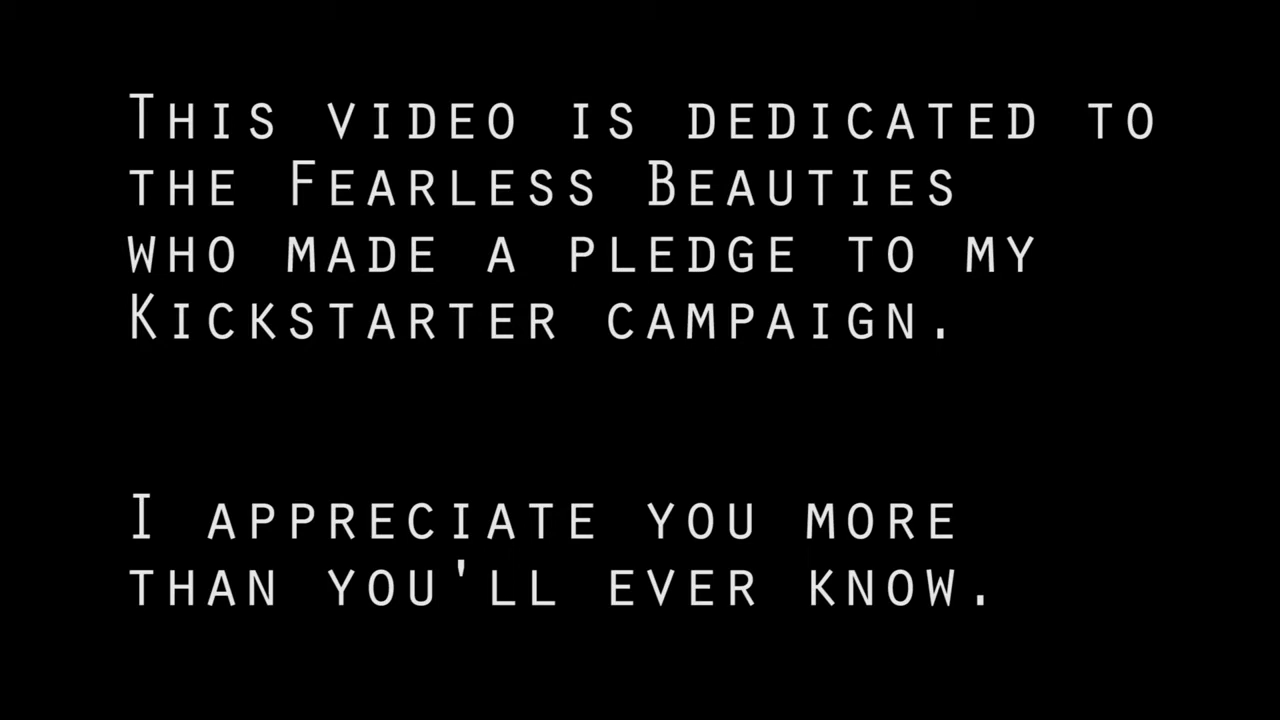 This video is dedicated to
the Fearless Beauties
who made a pledge to my
Kickstarter campaign.
I appreciate you more
than you'll ever know.